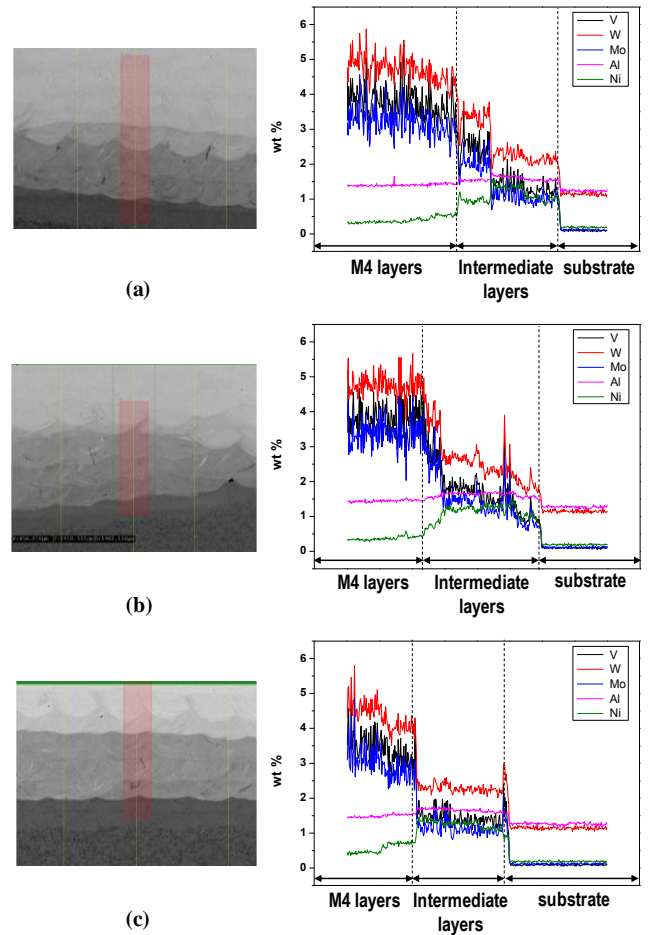 6
5
4
3
2
1
0
wt %
V
W
Mo
Al
Ni
M4 layers
Intermediate
layers
substrate
(a)
6
5
4
3
2
1
0
wt %
V
W
Mo
Al
Ni
M4 layers
Intermediate
layers
substrate
(b)
6
5
4
3
2
1
0
wt %
V
W
Mo
Al
Ni
M4 layers
Intermediate
layers
substrate
(c)